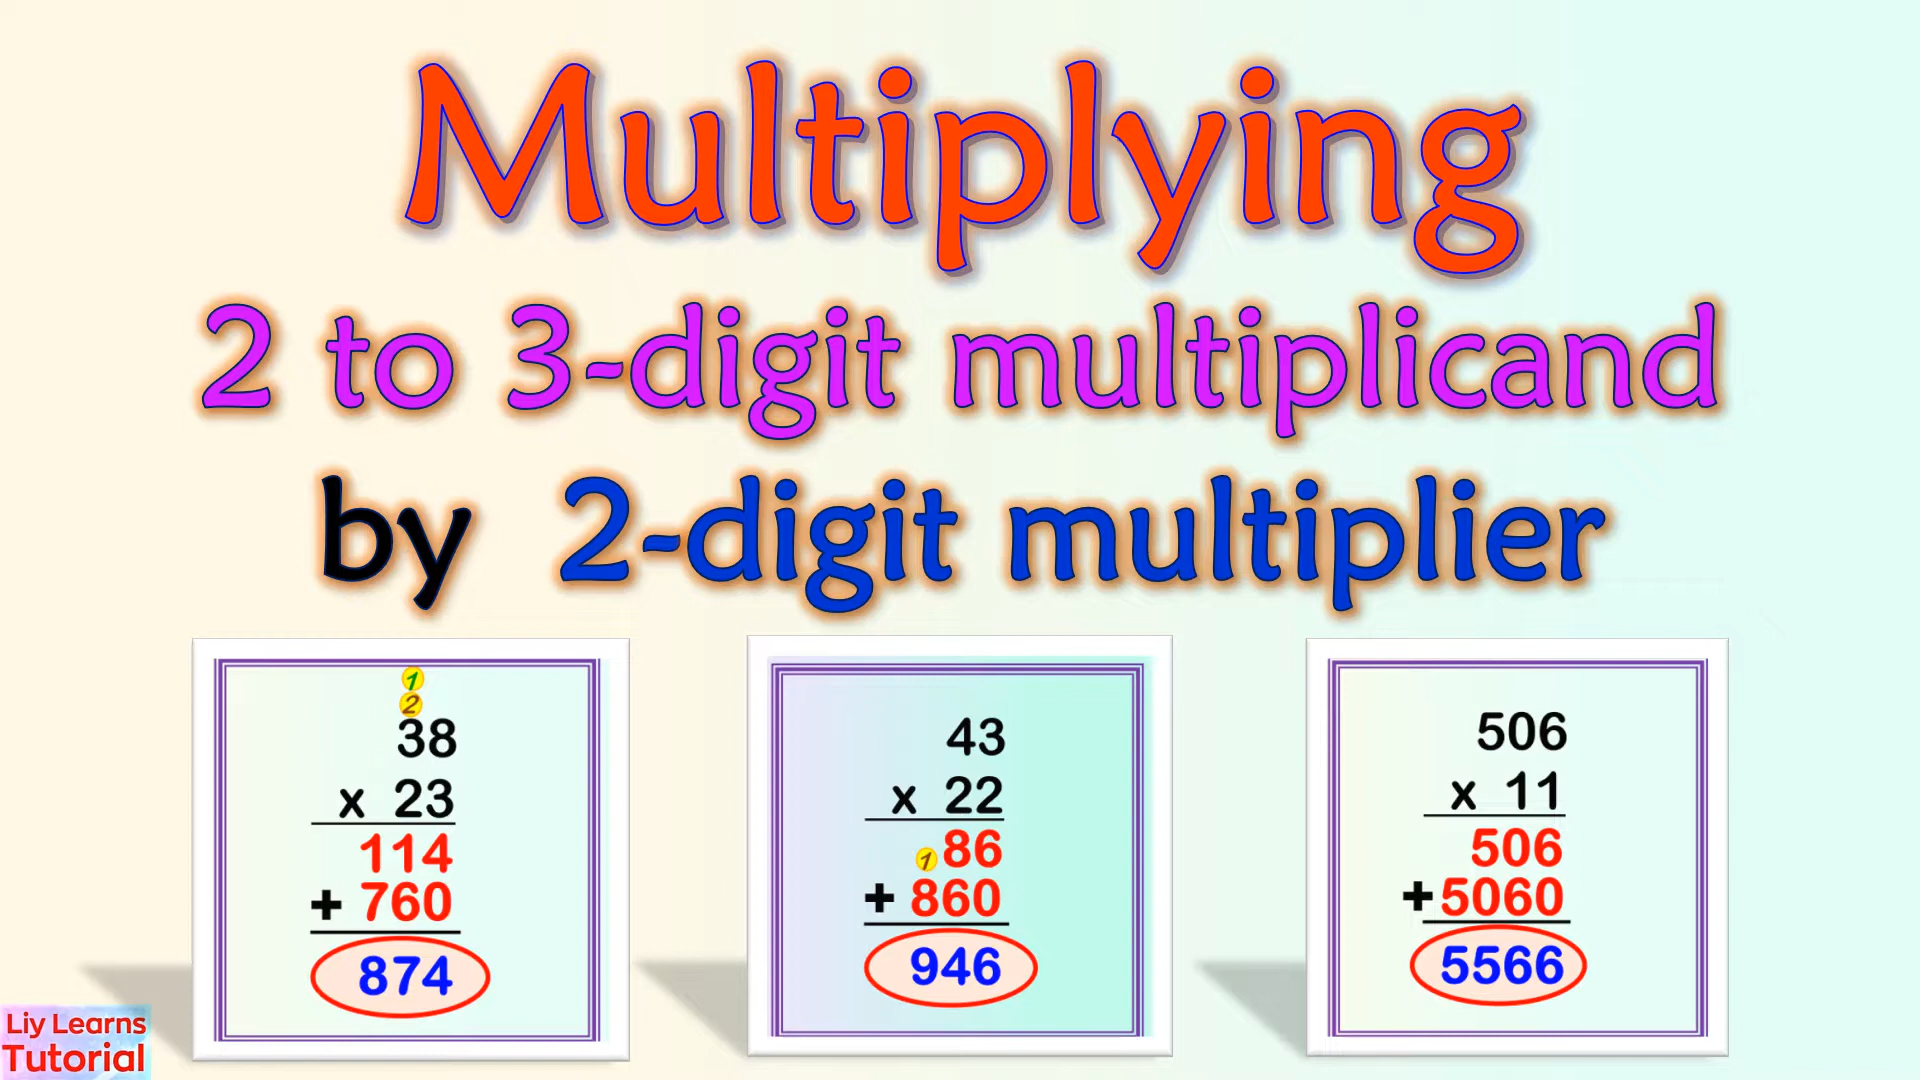 Multiplying
2 to 3-digit multiplicand
by 2-digit multiplier
1
2
38
x 23
114
+ 760
874
43
x 22
86
1
+ 860
946
506
x 11
506
+5060
5566
Liy Learns
Tutorial